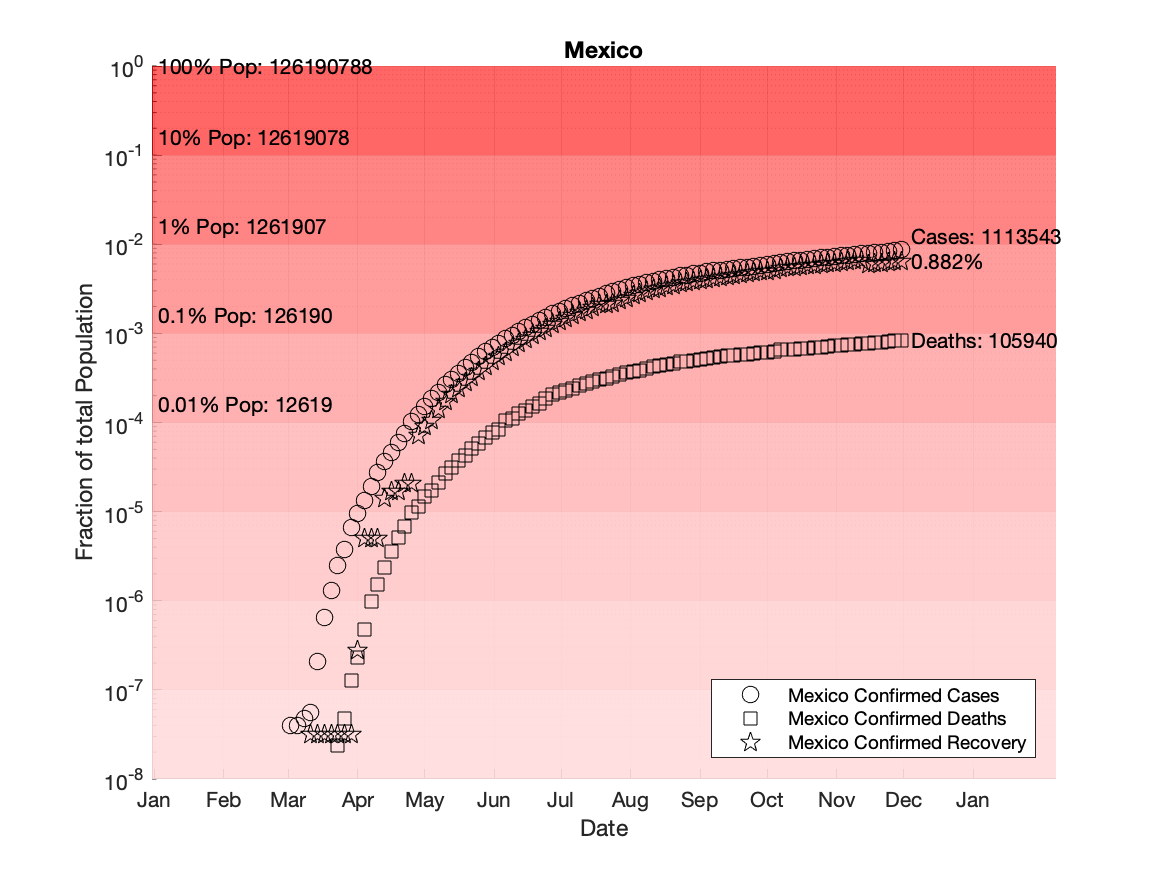 Mexico
10^0
100% Pop: 126190788
10% Pop: 12619078
10^-1
1% Pop: 1261907
10^-2
Cases: 1113543
0.882%
0.1% Pop: 126190
10^-3
Deaths: 105940
0.01% Pop: 12619
10^-4
10^-5
10^-6
10^-7
10^-8
Fraction of total Population
Mexico Confirmed Cases
Mexico Confirmed Deaths
Mexico Confirmed Recovery
Jan Feb Mar Apr May Jun Jul Aug Sep Oct Nov Dec Jan
Date